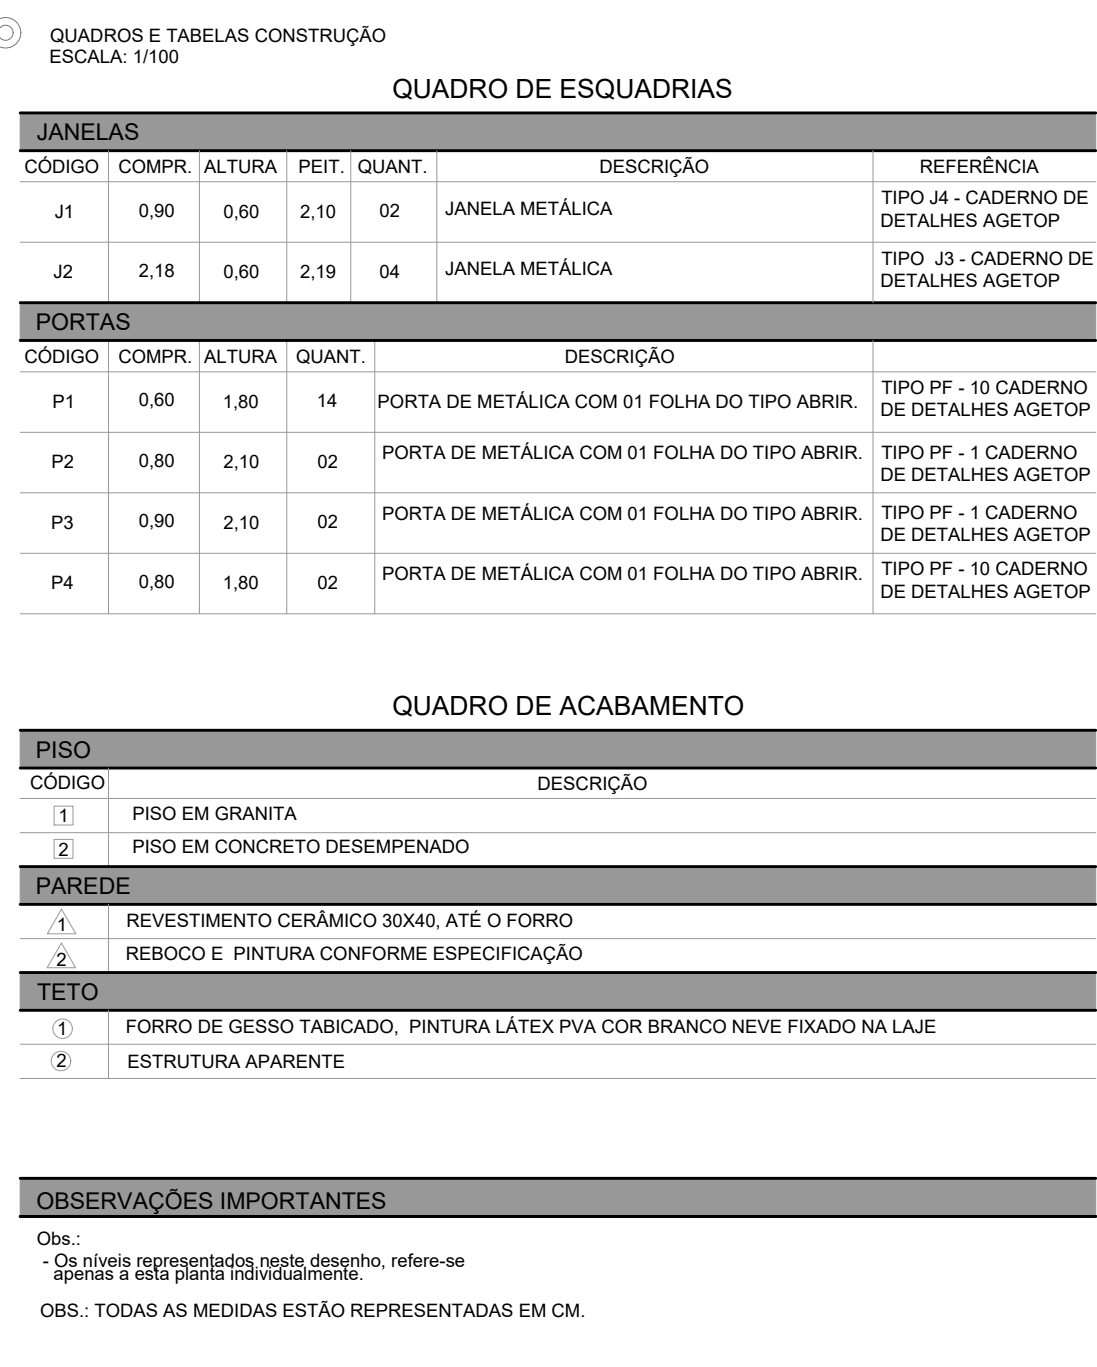 QUADROS E TABELAS CONSTRUÇÃO
ESCALA: 1/100
QUADRO DE ESQUADRIAS
JANELAS
CÓDIGO COMPR. ALTURA PEIT. QUANT. DESCRIÇÃO REFERÊNCIA
J1 0,90 0,60 2,10 02 JANELA METÁLICA TIPO J4 - CADERNO DE
DETALHES AGETOP
J2 2,18 0,60 2,19 04 JANELA METÁLICA TIPO J3 - CADERNO DE
DETALHES AGETOP
PORTAS
CÓDIGO COMPR. ALTURA QUANT. DESCRIÇÃO
P1 0,60 1,80 14 PORTA DE METÁLICA COM 01 FOLHA DO TIPO ABRIR. TIPO PF - 10 CADERNO
DE DETALHES AGETOP
P2 0,80 2,10 02 PORTA DE METÁLICA COM 01 FOLHA DO TIPO ABRIR. TIPO PF - 1 CADERNO
DE DETALHES AGETOP
P3 0,90 2,10 02 PORTA DE METÁLICA COM 01 FOLHA DO TIPO ABRIR. TIPO PF - 1 CADERNO
DE DETALHES AGETOP
P4 0,80 1,80 02 PORTA DE METÁLICA COM 01 FOLHA DO TIPO ABRIR. TIPO PF - 10 CADERNO
DE DETALHES AGETOP
QUADRO DE ACABAMENTO
PISO
CÓDIGO DESCRIÇÃO
1 PISO EM GRANITA
2 PISO EM CONCRETO DESEMPENADO
PAREDE
1 REVESTIMENTO CERÂMICO 30X40, ATÉ O FORRO
2 REBOCO E PINTURA CONFORME ESPECIFICAÇÃO
TETO
1 FORRO DE GESSO TABICADO, PINTURA LÁTEX PVA COR BRANCO NEVE FIXADO NA LAJE
2 ESTRUTURA APARENTE
OBSERVAÇÕES IMPORTANTES
Obs.:
- Os níveis representados neste desenho, refere-se
apenas a esta planta individualmente.
OBS.: TODAS AS MEDIDAS ESTÃO REPRESENTADAS EM CM.